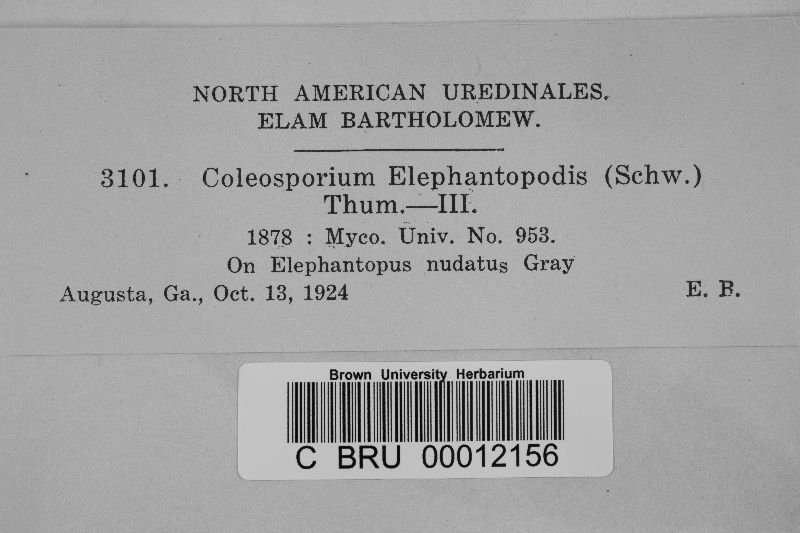 NORTH AMERICAN UREDINALES.
ELAM BARTHOLOMEW.
3101. Coleosporium Elephantopodis (Schw.)
Thum.—III.
1878 : Myco. Univ. No. 953.
On Elephantopus nudatus Gray
Augusta, Ga., Oct. 13, 1924 E. B.
Brown University Herbarium
C BRU 00012156